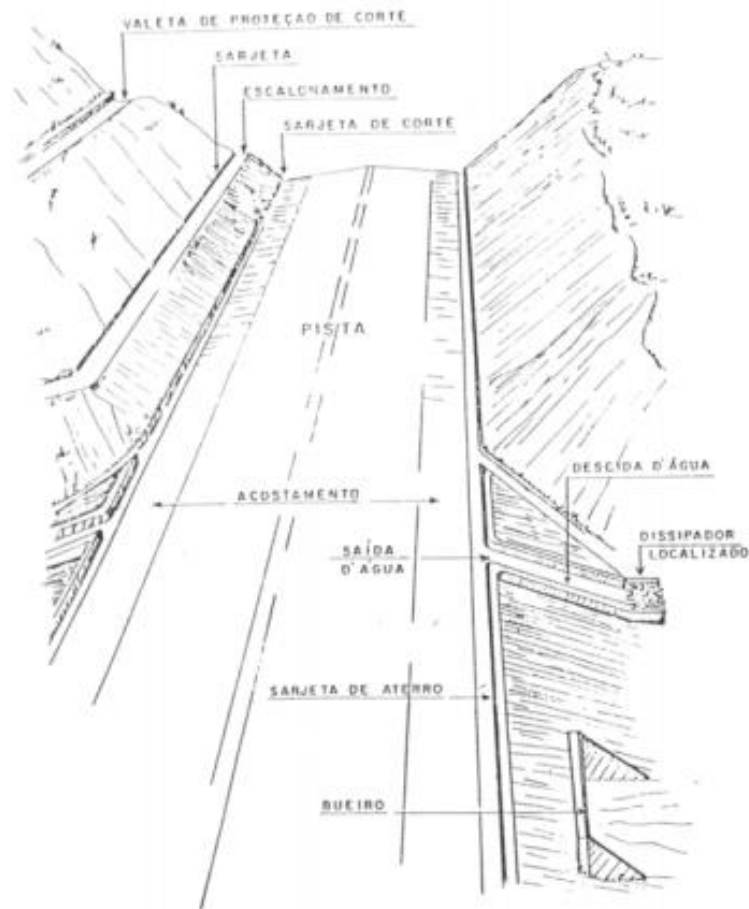 VALETA DE PROTEÇÃO DE CORTE
SARJETA
ESCALONAMENTO
SARJETA DE CORTE
PISTA
DESCIDA D'ÁGUA
ACOSTAMENTO
DISSIPADOR
LOCALIZADO
SAÍDA
D'AGUA
SARJETA DE ATERRO
BUEIRO